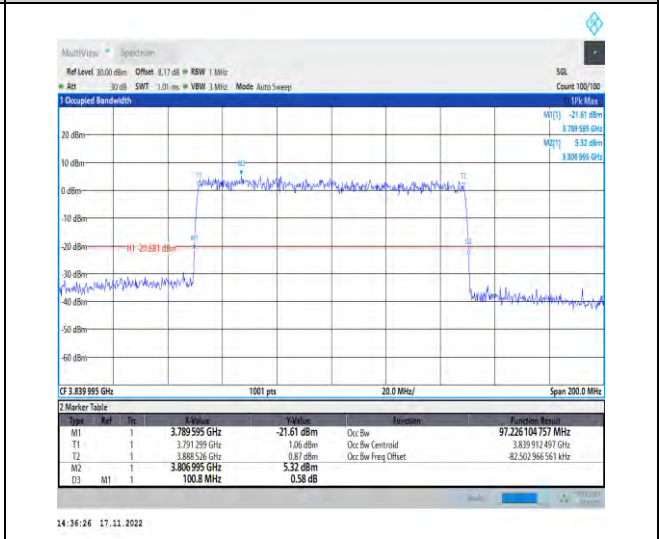 MultiView Spectrum
Ref Level 30.00 dBm Offset 8.17 dB RBW 1 MHz SGL
Att 30 dB SWT 1.01 ms VBW 3 MHz Mode Auto Sweep Count 100/100
1 Occupied Bandwidth 1Pk Max
M1[1] -21.61 dBm
3.789 595 GHz
M2[1] 5.32 dBm
3.806 995 GHz
20 dBm
10 dBm
M2
T1 T2
0 dBm
-10 dBm
M1
-20 dBm H1 -20.681 dBm
-30 dBm
-40 dBm
-50 dBm
-60 dBm
CF 3.839 995 GHz 1001 pts 20.0 MHz/ Span 200.0 MHz
2 Marker Table
Type Ref Trc X-Value Y-Value Function Function Result
M1 1 3.789 595 GHz -21.61 dBm Occ Bw 97.226 104 757 MHz
T1 1 3.791 299 GHz 1.06 dBm Occ Bw Centroid 3.839 912 497 GHz
T2 1 3.888 526 GHz 0.87 dBm Occ Bw Freq Offset -82.502 966 561 kHz
M2 1 3.806 995 GHz 5.32 dBm
D3 M1 1 100.8 MHz 0.58 dB
14:36:26 17.11.2022